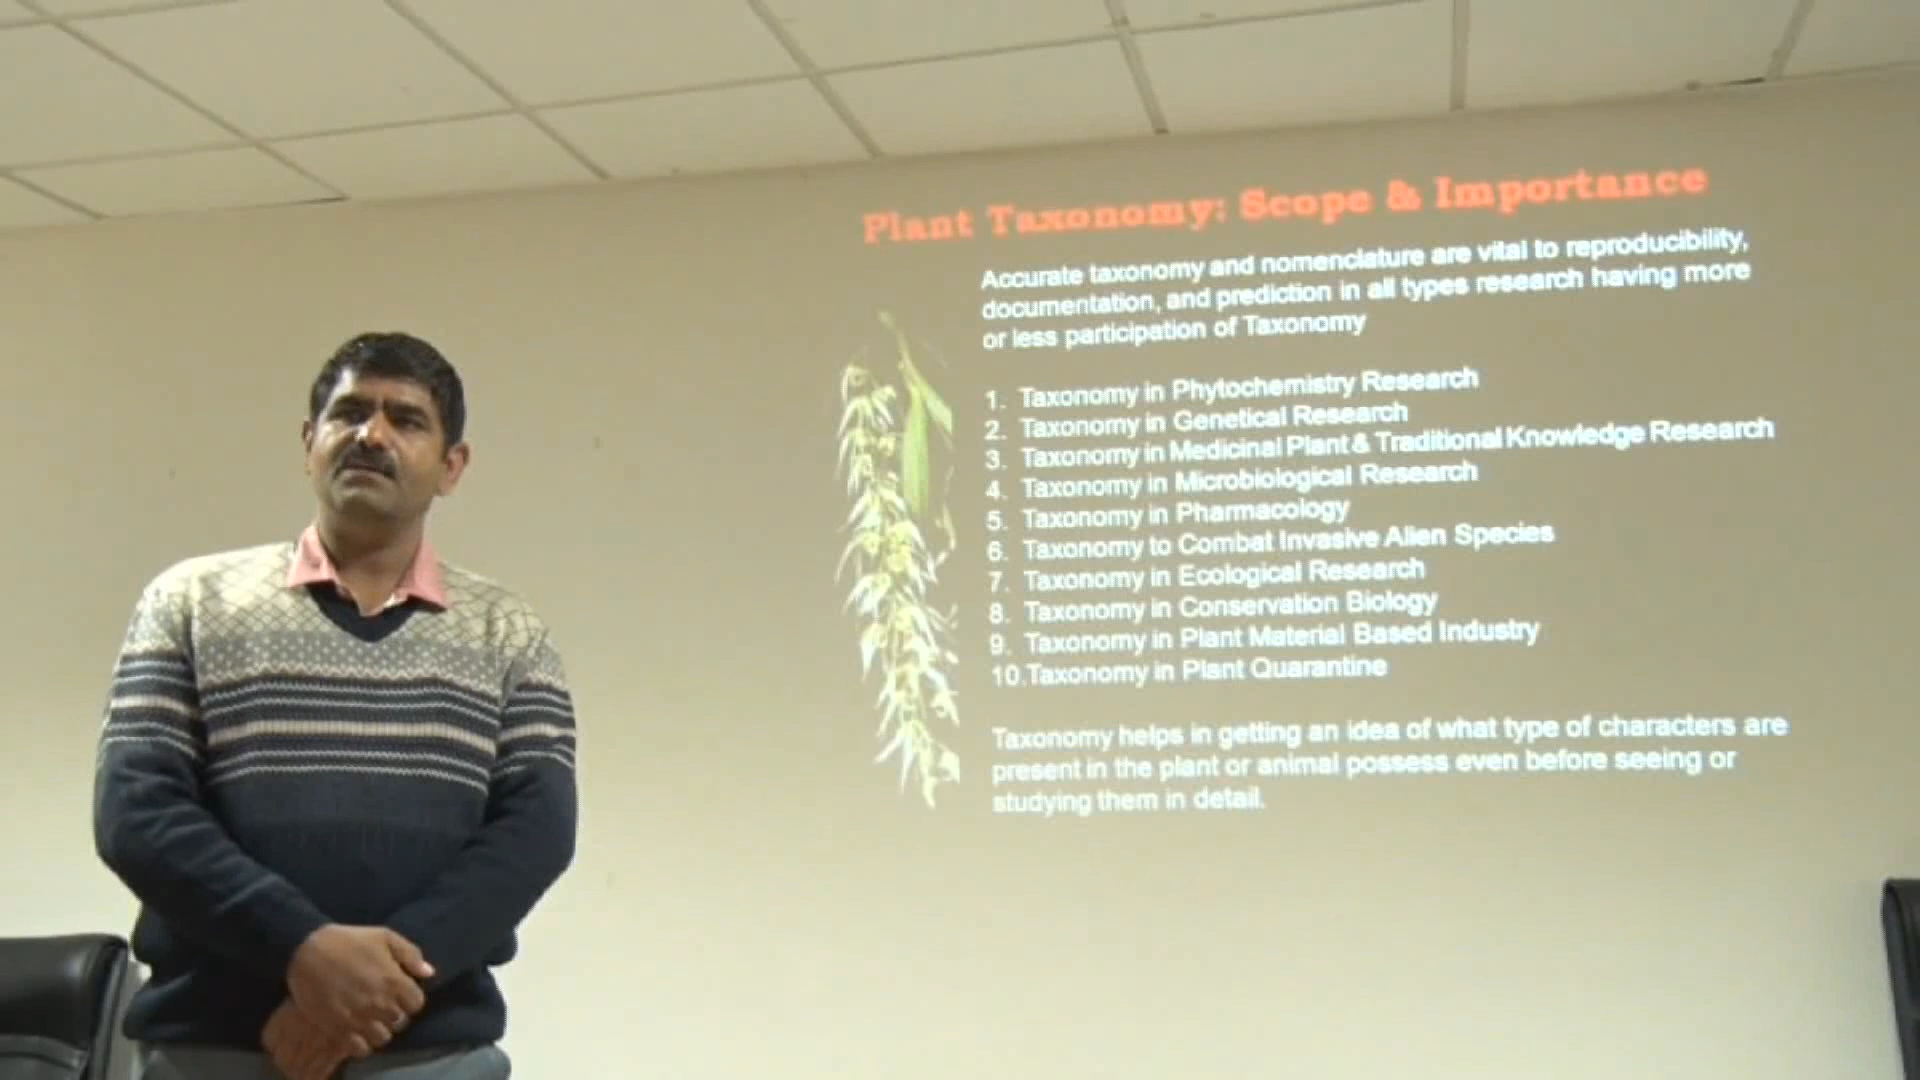 Plant Taxonomy: Scope & Importance
Accurate taxonomy and nomenclature are vital to reproducibility,
documentation, and prediction in all types research having more
or less participation of Taxonomy
1. Taxonomy in Phytochemistry Research
2. Taxonomy in Genetical Research
3. Taxonomy in Medicinal Plant & Traditional Knowledge Research
4. Taxonomy in Microbiological Research
5. Taxonomy in Pharmacology
6. Taxonomy to Combat Invasive Alien Species
7. Taxonomy in Ecological Research
8. Taxonomy in Conservation Biology
9. Taxonomy in Plant Material Based Industry
10.Taxonomy in Plant Quarantine
Taxonomy helps in getting an idea of what type of characters are
present in the plant or animal possess even before seeing or
studying them in detail.